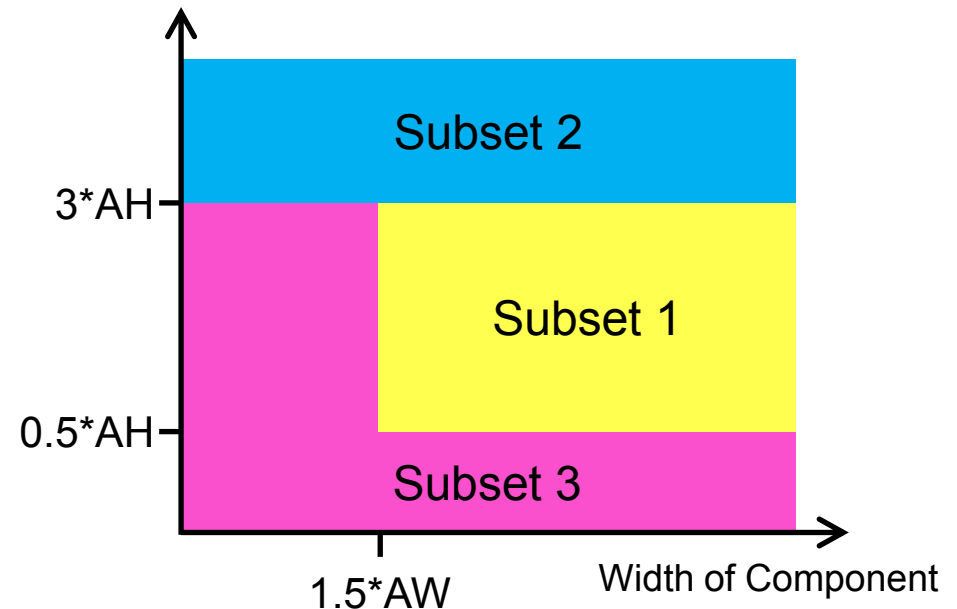 Subset 2
3*AH
Subset 1
0.5*AH
Subset 3
1.5*AW
Width of Component